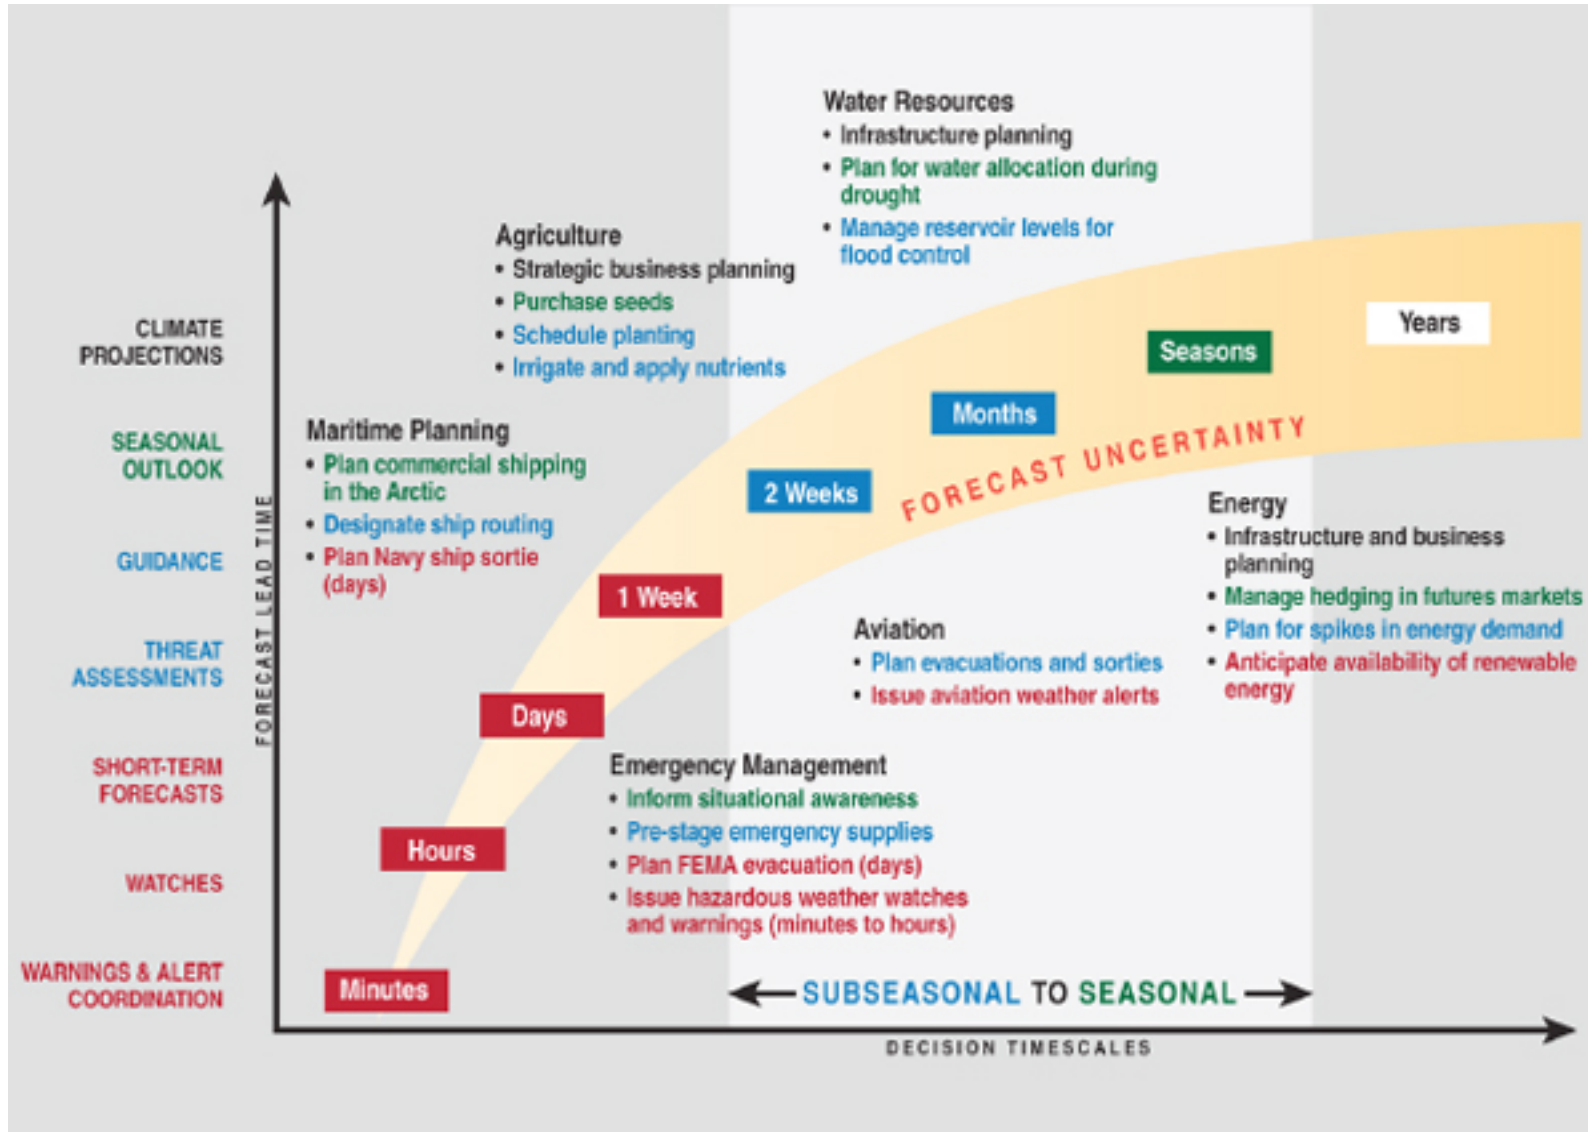 Water Resources
• Infrastructure planning
• Plan for water allocation during
drought
• Manage reservoir levels for
flood control
Agriculture
• Strategic business planning
• Purchase seeds
• Schedule planting
• Irrigate and apply nutrients
Maritime Planning
• Plan commercial shipping
in the Arctic
• Designate ship routing
• Plan Navy ship sortie
(days)
CLIMATE
PROJECTIONS
SEASONAL
OUTLOOK
GUIDANCE
THREAT
ASSESSMENTS
SHORT-TERM
FORECASTS
WATCHES
WARNINGS & ALERT
COORDINATION
FORECAST LEAD TIME
Years
Seasons
Months
2 Weeks
1 Week
Days
Hours
Minutes
FORECAST UNCERTAINTY
Energy
• Infrastructure and business
planning
• Manage hedging in futures markets
• Plan for spikes in energy demand
• Anticipate availability of renewable
energy
Aviation
• Plan evacuations and sorties
• Issue aviation weather alerts
Emergency Management
• Inform situational awareness
• Pre-stage emergency supplies
• Plan FEMA evacuation (days)
• Issue hazardous weather watches
and warnings (minutes to hours)
SUBSEASONAL TO SEASONAL
DECISION TIMESCALES